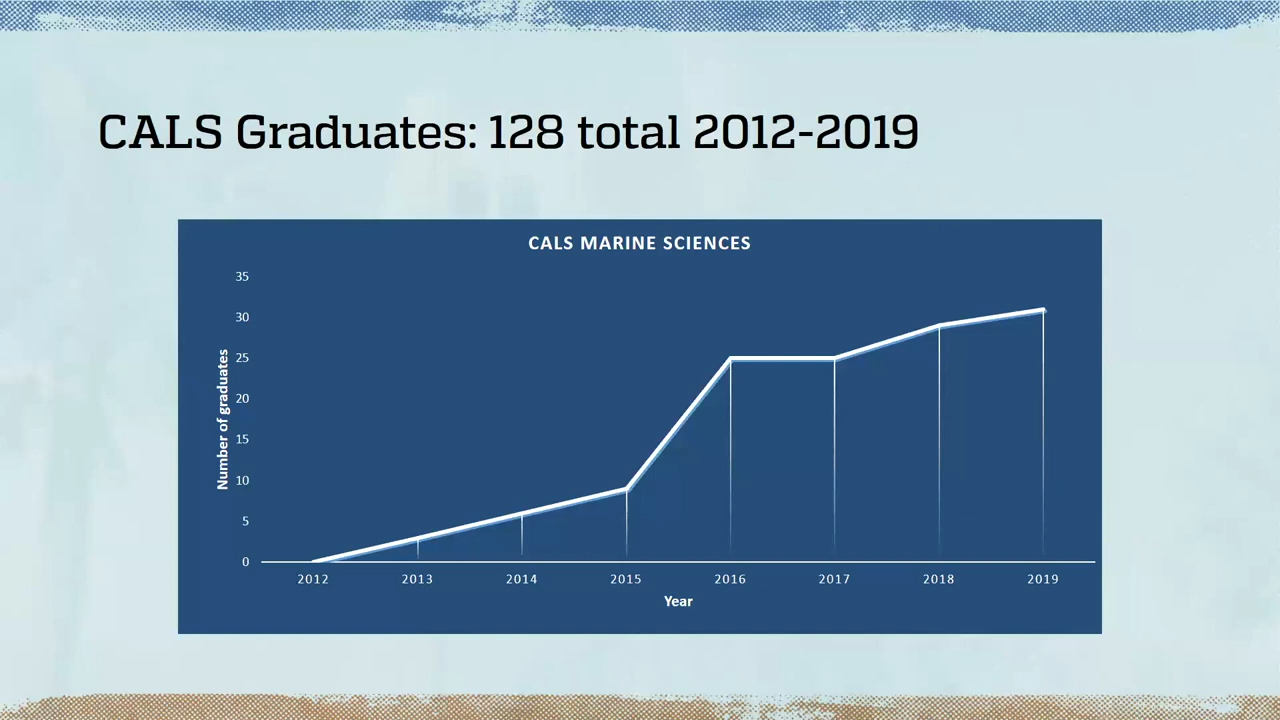 CALS Graduates: 128 total 2012-2019
CALS MARINE SCIENCES
35
30
25
20
15
10
5
0
Number of graduates
2012 2013 2014 2015 2016 2017 2018 2019
Year